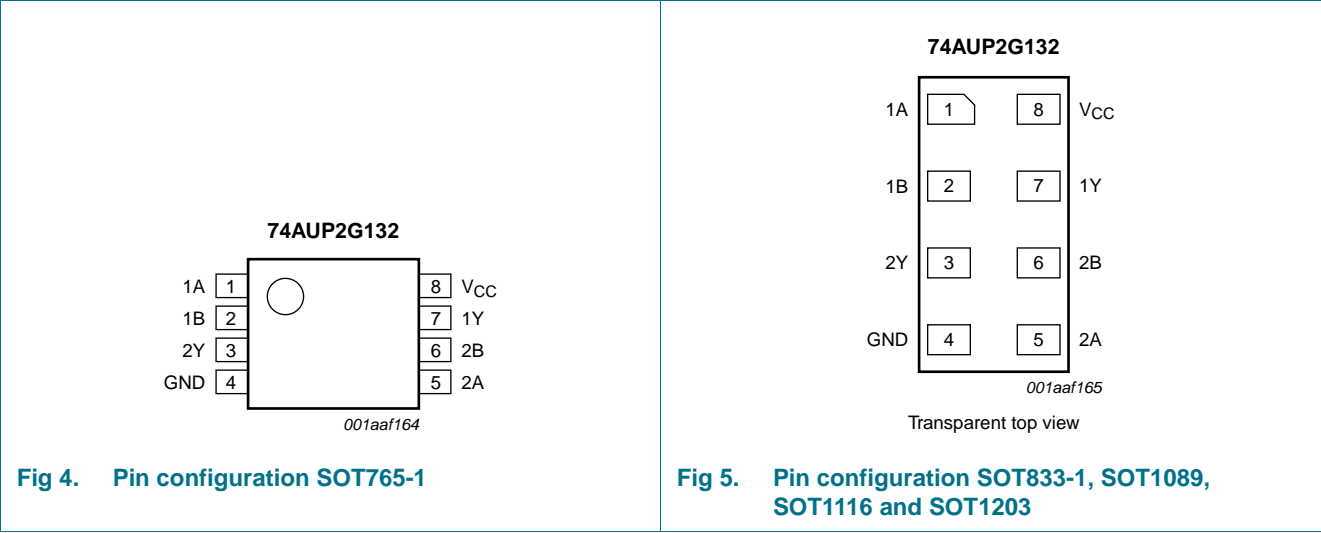 74AUP2G132
1A 1 8 VCC
1B 2 7 1Y
2Y 3 6 2B
GND 4 5 2A
001aaf164
Fig 4. Pin configuration SOT765-1
74AUP2G132
1A 1 8 VCC
1B 2 7 1Y
2Y 3 6 2B
GND 4 5 2A
001aaf165
Transparent top view
Fig 5. Pin configuration SOT833-1, SOT1089,
SOT1116 and SOT1203